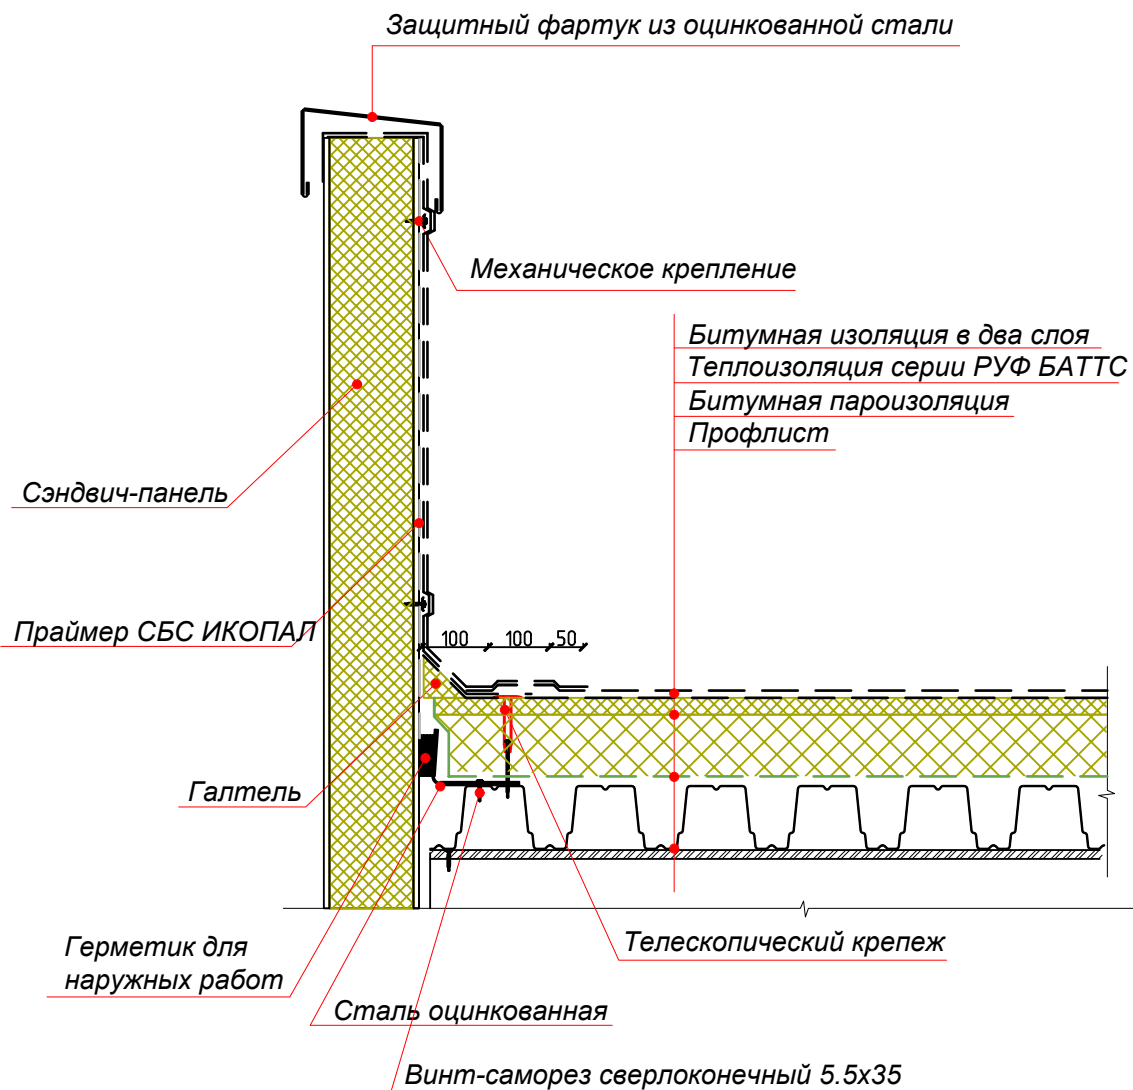 Защитный фартук из оцинкованной стали
Механическое крепление
Битумная изоляция в два слоя
Теплоизоляция серии РУФ БАТТС
Битумная пароизоляция
Профлист
Сэндвич-панель
Праймер СБС ИКОПАЛ
100 100 50
Галтель
Герметик для
наружных работ
Телескопический крепеж
Сталь оцинкованная
Винт-саморез сверлоконечный 5.5х35